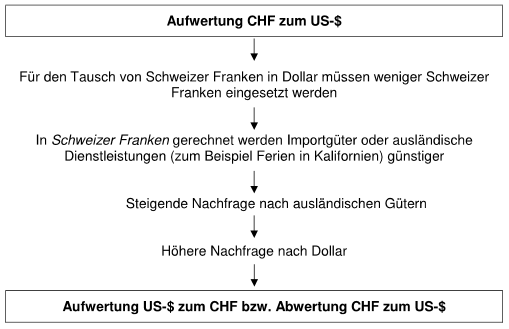 Aufwertung CHF zum US-$
Für den Tausch von Schweizer Franken in Dollar müssen weniger Schweizer
Franken eingesetzt werden
In Schweizer Franken gerechnet werden Importgüter oder ausländische
Dienstleistungen (zum Beispiel Ferien in Kalifornien) günstiger
Steigende Nachfrage nach ausländischen Gütern
Höhere Nachfrage nach Dollar
Aufwertung US-$ zum CHF bzw. Abwertung CHF zum US-$